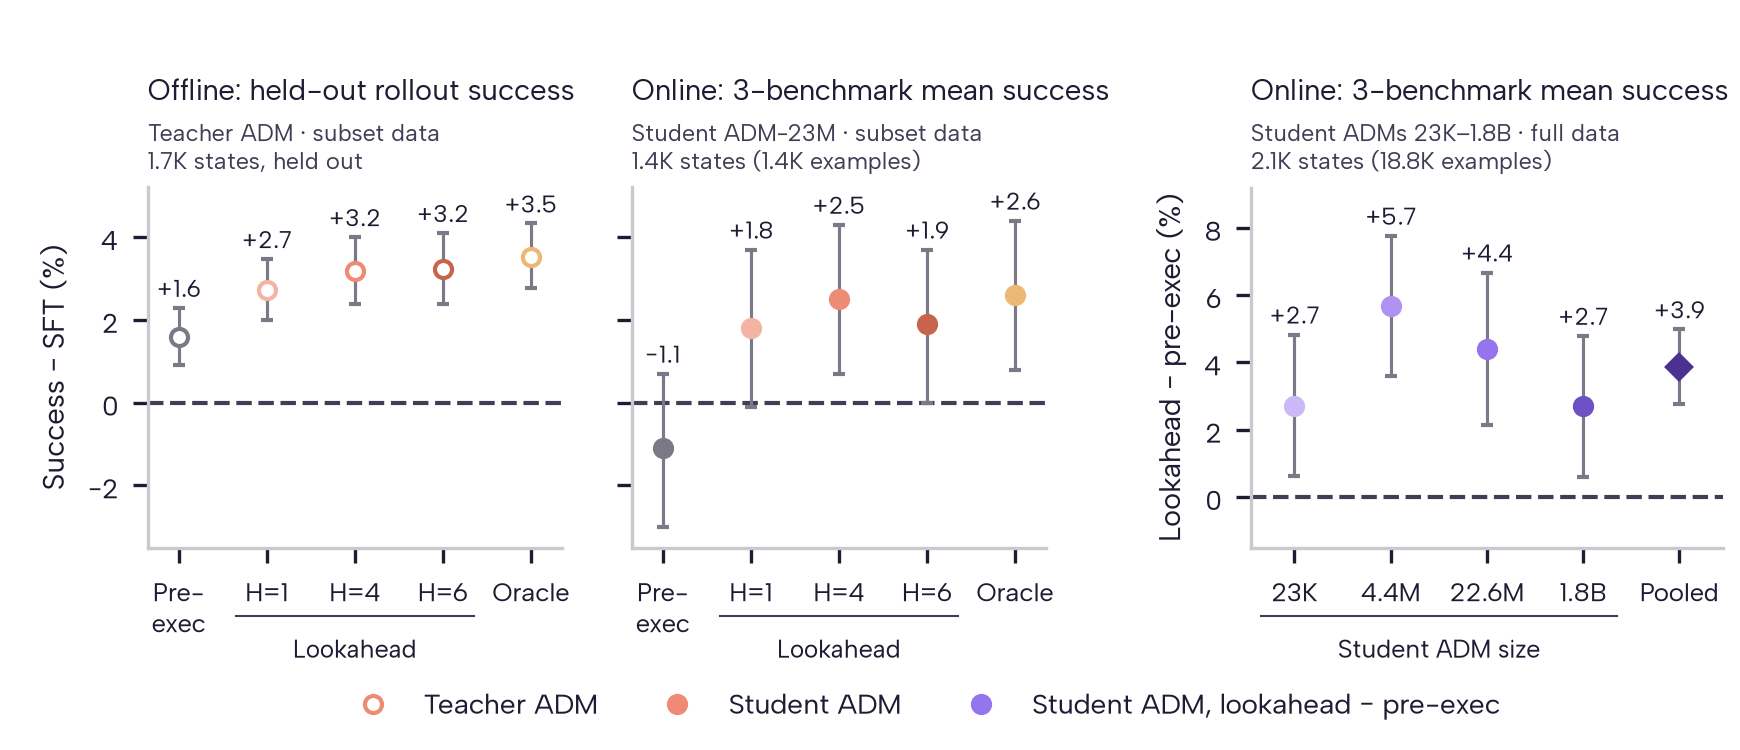 Offline: held-out rollout success
Teacher ADM · subset data
1.7K states, held out
Success − SFT (%)
4
2
0
−2
+1.6
+2.7
+3.2
+3.2
+3.5
Pre-
exec
H=1
H=4
H=6
Oracle
Lookahead
Online: 3-benchmark mean success
Student ADM-23M · subset data
1.4K states (1.4K examples)
−1.1
+1.8
+2.5
+1.9
+2.6
Pre-
exec
H=1
H=4
H=6
Oracle
Lookahead
Online: 3-benchmark mean success
Student ADMs 23K–1.8B · full data
2.1K states (18.8K examples)
Lookahead − pre-exec (%)
8
6
4
2
0
+2.7
+5.7
+4.4
+2.7
+3.9
23K
4.4M
22.6M
1.8B
Pooled
Student ADM size
Teacher ADM
Student ADM
Student ADM, lookahead − pre-exec